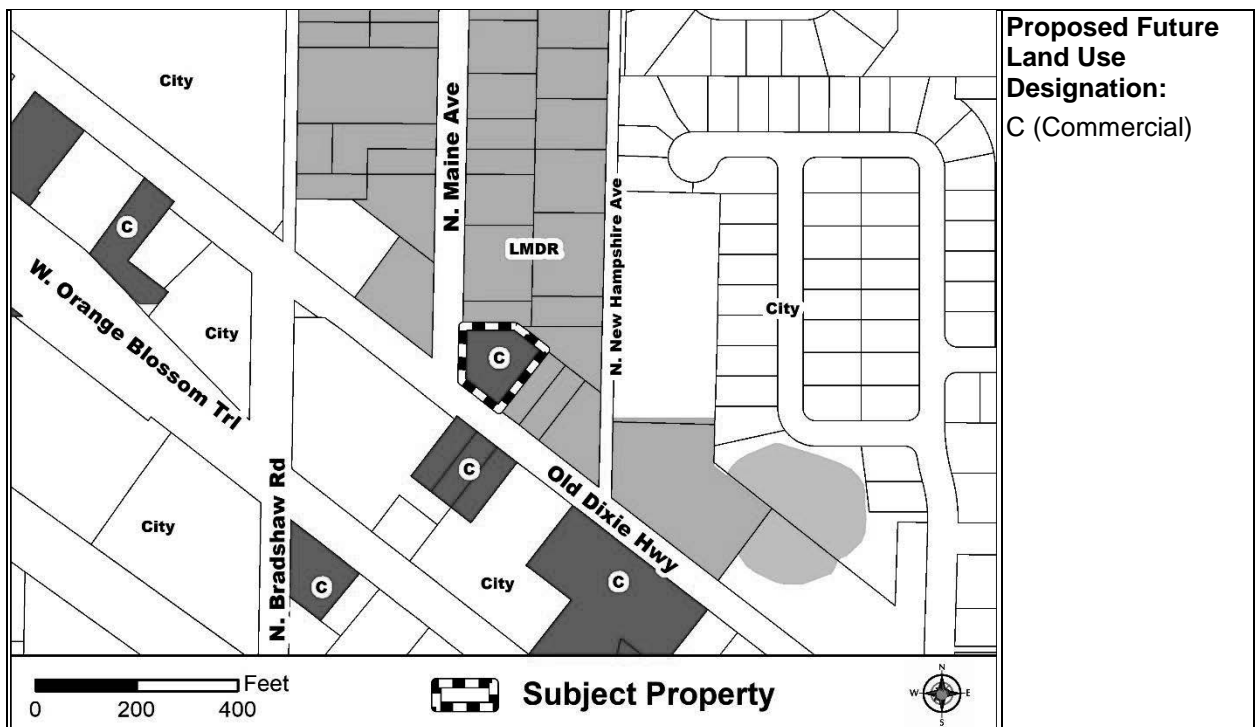 Proposed Future
Land Use
Designation:
C (Commercial)
City
N. Maine Ave
N. New Hampshire Ave
C
LMDR
W. Orange Blossom Trl
City
City
C
C
Old Dixie Hwy
City
N. Bradshaw Rd
C
City
C
Feet
0 200 400
Subject Property
N
W E
S